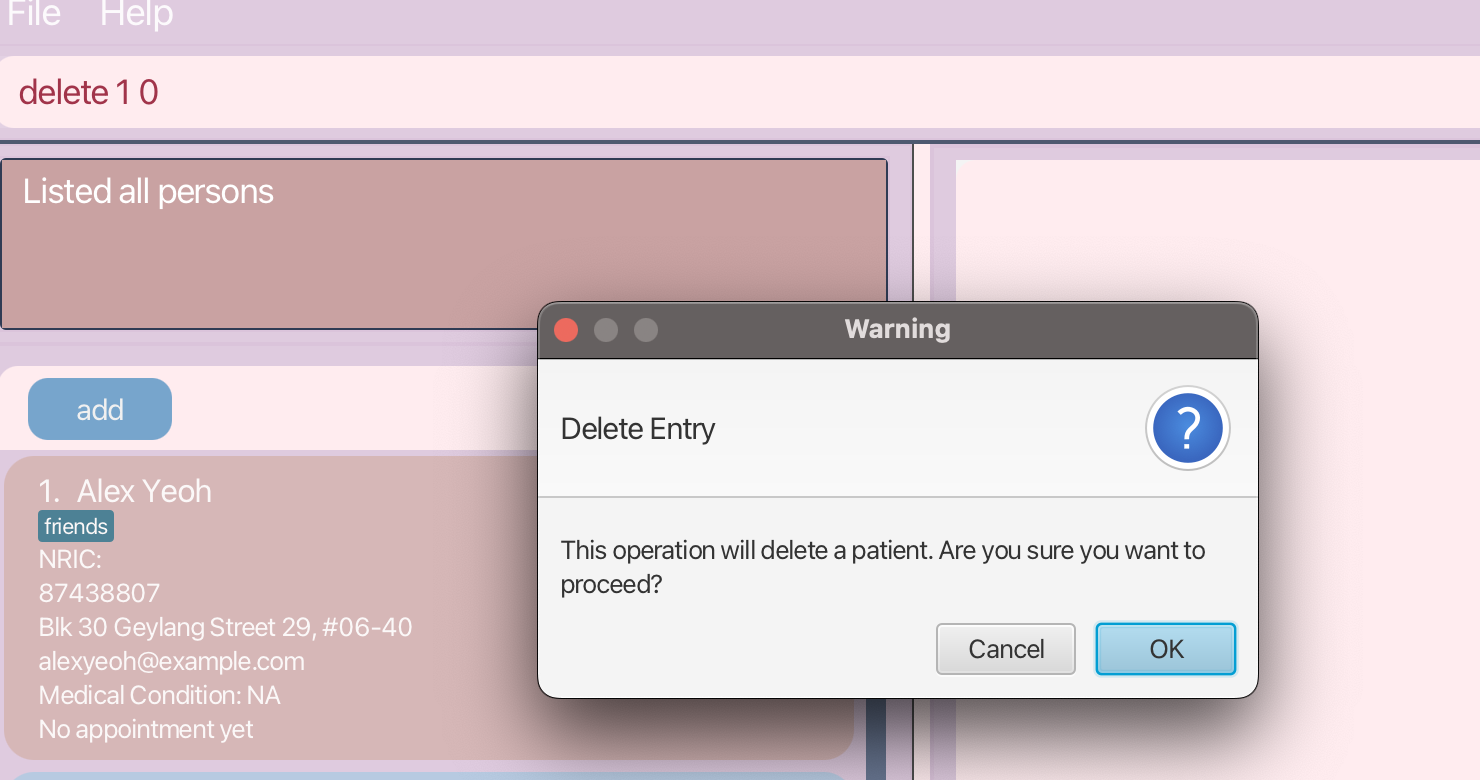 File Help
delete 1 0
Listed all persons
Warning
Delete Entry
?
This operation will delete a patient. Are you sure you want to
proceed?
Cancel OK
add
1. Alex Yeoh
friends
NRIC:
87438807
Blk 30 Geylang Street 29, #06-40
alexyeoh@example.com
Medical Condition: NA
No appointment yet